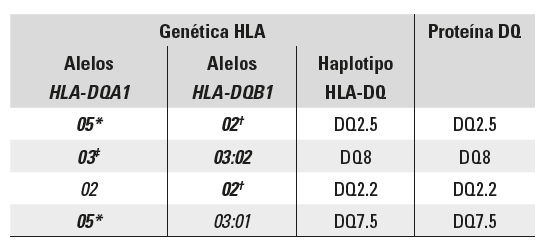 Genética HLA Proteína DQ
Alelos Alelos Haplotipo
HLA-DQA1 HLA-DQB1 HLA-DQ
05* 02† DQ2.5 DQ2.5
03‡ 03:02 DQ8 DQ8
02 02† DQ2.2 DQ2.2
05* 03:01 DQ7.5 DQ7.5